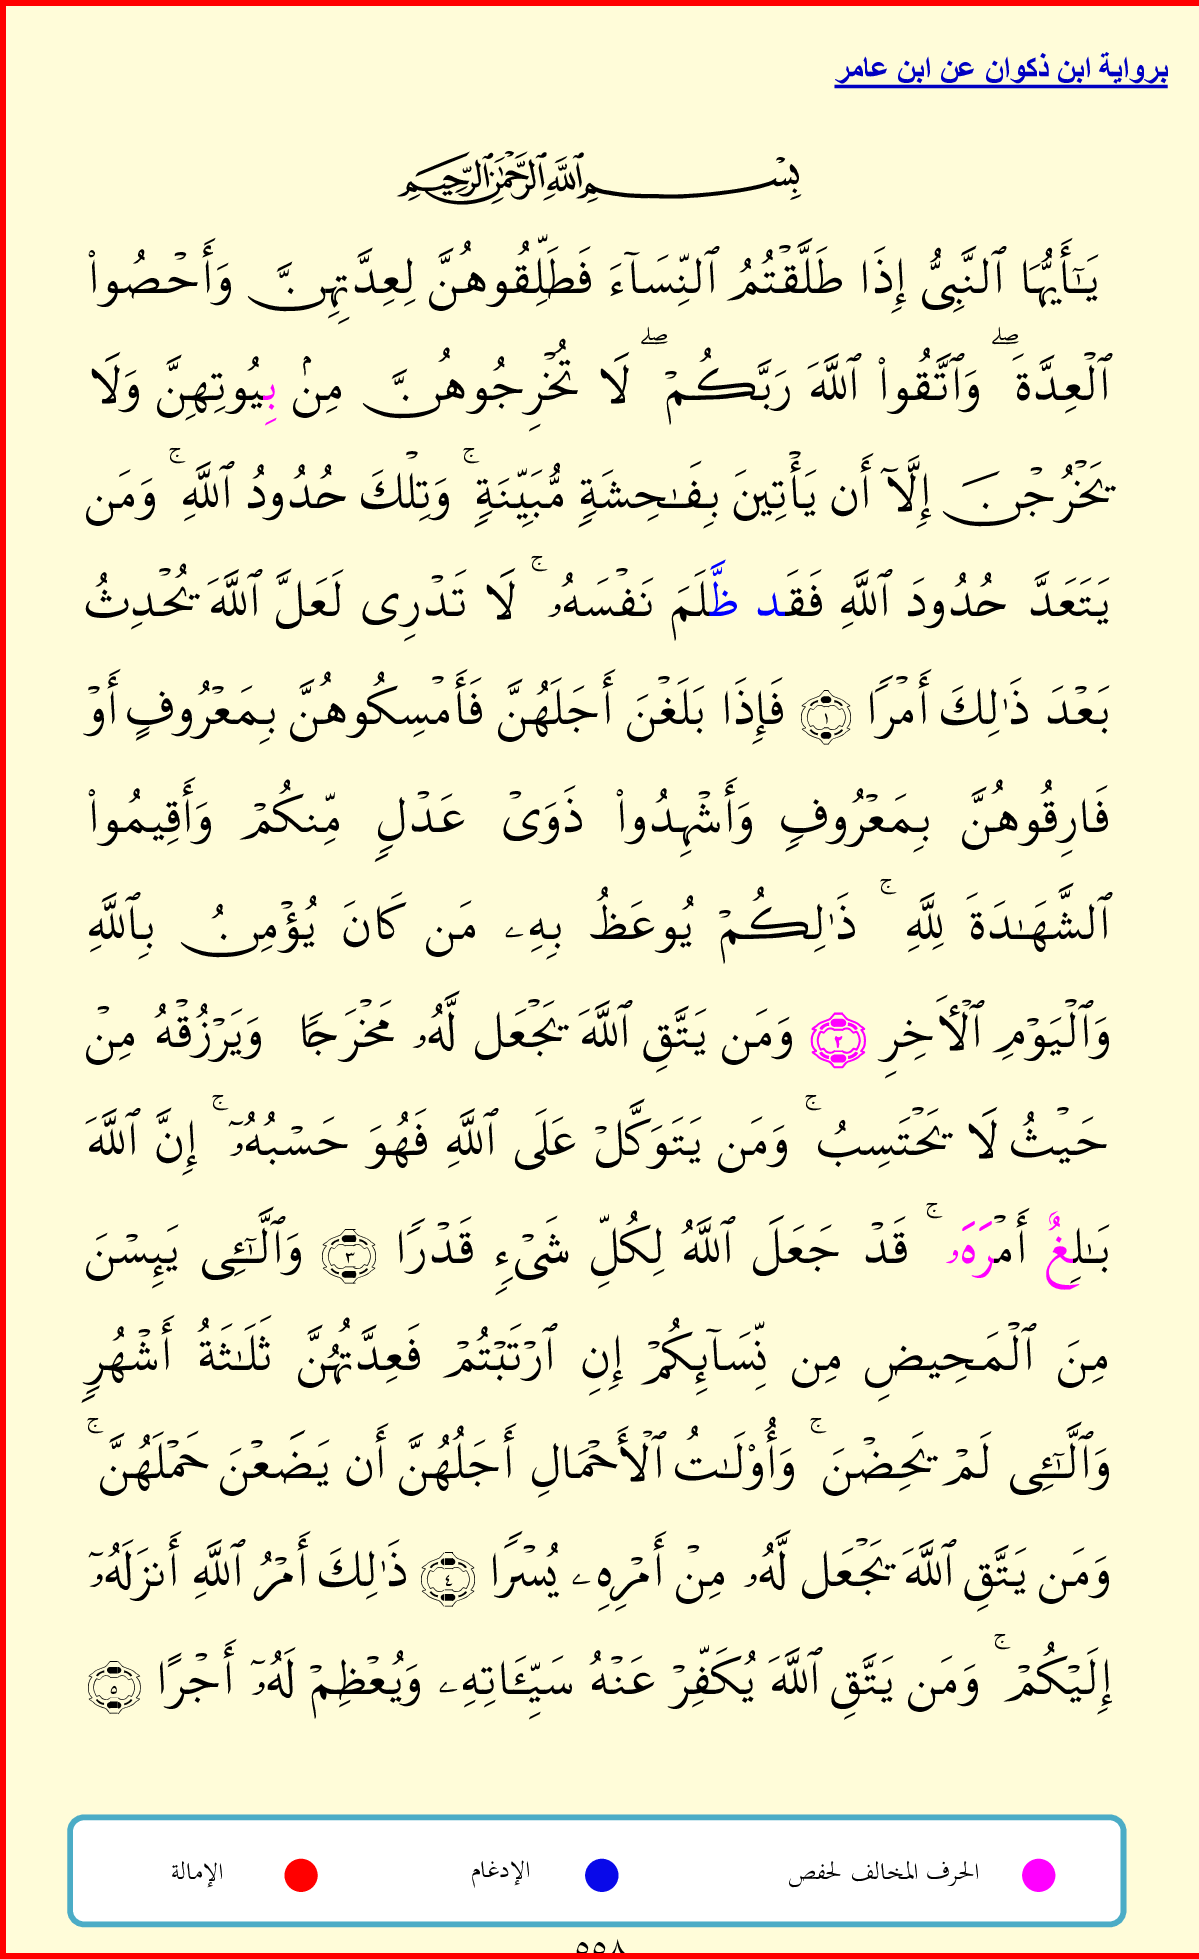 برواية ابن ذكوان عن ابن عامر
بِسْمِ ٱللَّهِ ٱلرَّحْمَٰنِ ٱلرَّحِيمِ
يَـٰٓأَيُّهَا ٱلنَّبِىُّ إِذَا طَلَّقْتُمُ ٱلنِّسَآءَ فَطَلِّقُوهُنَّ لِعِدَّتِهِنَّ وَأَحْصُوا۟
ٱلْعِدَّةَ ۖ وَٱتَّقُوا۟ ٱللَّهَ رَبَّكُمْ ۖ لَا تُخْرِجُوهُنَّ مِنۢ بِيُوتِهِنَّ وَلَا
يَخْرُجْنَ إِلَّآ أَن يَأْتِينَ بِفَـٰحِشَةٍ مُّبَيِّنَةٍ ۚ وَتِلْكَ حُدُودُ ٱللَّهِ ۚ وَمَن
يَتَعَدَّ حُدُودَ ٱللَّهِ فَقَد ظَّلَمَ نَفْسَهُۥ ۚ لَا تَدْرِى لَعَلَّ ٱللَّهَ يُحْدِثُ
بَعْدَ ذَٰلِكَ أَمْرًا ١ فَإِذَا بَلَغْنَ أَجَلَهُنَّ فَأَمْسِكُوهُنَّ بِمَعْرُوفٍ أَوْ
فَارِقُوهُنَّ بِمَعْرُوفٍ وَأَشْهِدُوا۟ ذَوَىْ عَدْلٍ مِّنكُمْ وَأَقِيمُوا۟
ٱلشَّهَـٰدَةَ لِلَّهِ ۚ ذَٰلِكُمْ يُوعَظُ بِهِۦ مَن كَانَ يُؤْمِنُ بِٱللَّهِ
وَٱلْيَوْمِ ٱلْـَٔاخِرِ ٢ وَمَن يَتَّقِ ٱللَّهَ يَجْعَل لَّهُۥ مَخْرَجًا وَيَرْزُقْهُ مِنْ
حَيْثُ لَا يَحْتَسِبُ ۚ وَمَن يَتَوَكَّلْ عَلَى ٱللَّهِ فَهُوَ حَسْبُهُۥٓ ۚ إِنَّ ٱللَّهَ
بَـٰلِغٌ أَمْرَهَۥ ۚ قَدْ جَعَلَ ٱللَّهُ لِكُلِّ شَىْءٍ قَدْرًا ٣ وَٱلَّـٰٓـِٔى يَئِسْنَ
مِنَ ٱلْمَحِيضِ مِن نِّسَآئِكُمْ إِنِ ٱرْتَبْتُمْ فَعِدَّتُهُنَّ ثَلَـٰثَةُ أَشْهُرٍ
وَٱلَّـٰٓـِٔى لَمْ يَحِضْنَ ۚ وَأُو۟لَـٰتُ ٱلْأَحْمَالِ أَجَلُهُنَّ أَن يَضَعْنَ حَمْلَهُنَّ ۚ
وَمَن يَتَّقِ ٱللَّهَ يَجْعَل لَّهُۥ مِنْ أَمْرِهِۦ يُسْرًا ٤ ذَٰلِكَ أَمْرُ ٱللَّهِ أَنزَلَهُۥٓ
إِلَيْكُمْ ۚ وَمَن يَتَّقِ ٱللَّهَ يُكَفِّرْ عَنْهُ سَيِّـَٔاتِهِۦ وَيُعْظِمْ لَهُۥٓ أَجْرًا ٥
الحرف المخالف لحفص الإدغام الإمالة
٥٥٨